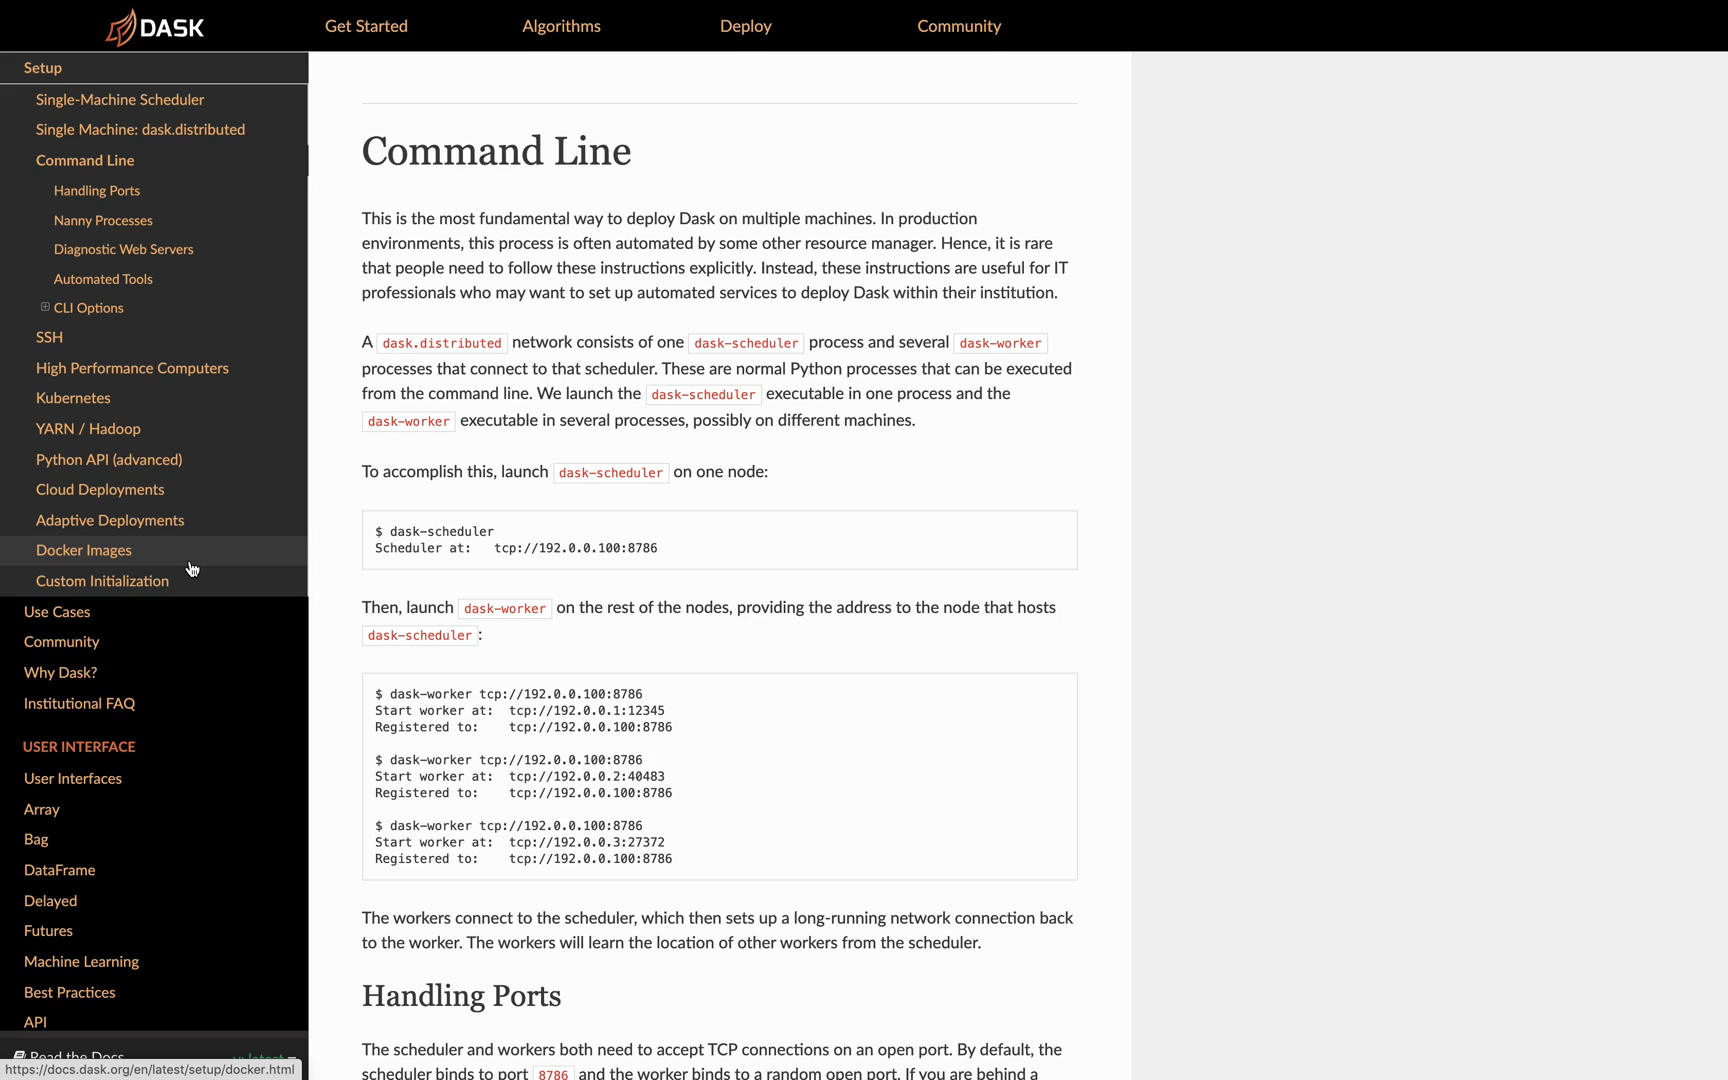 DASK
Get Started
Algorithms
Deploy
Community
Setup
Single-Machine Scheduler
Single Machine: dask.distributed
Command Line
Handling Ports
Nanny Processes
Diagnostic Web Servers
Automated Tools
CLI Options
SSH
High Performance Computers
Kubernetes
YARN / Hadoop
Python API (advanced)
Cloud Deployments
Adaptive Deployments
Docker Images
Custom Initialization
Use Cases
Community
Why Dask?
Institutional FAQ
USER INTERFACE
User Interfaces
Array
Bag
DataFrame
Delayed
Futures
Machine Learning
Best Practices
API
Read the Docs
v: latest
https://docs.dask.org/en/latest/setup/docker.html
Command Line
This is the most fundamental way to deploy Dask on multiple machines. In production
environments, this process is often automated by some other resource manager. Hence, it is rare
that people need to follow these instructions explicitly. Instead, these instructions are useful for IT
professionals who may want to set up automated services to deploy Dask within their institution.
A dask.distributed network consists of one dask-scheduler process and several dask-worker
processes that connect to that scheduler. These are normal Python processes that can be executed
from the command line. We launch the dask-scheduler executable in one process and the
dask-worker executable in several processes, possibly on different machines.
To accomplish this, launch dask-scheduler on one node:
$ dask-scheduler
Scheduler at: tcp://192.0.0.100:8786
Then, launch dask-worker on the rest of the nodes, providing the address to the node that hosts
dask-scheduler :
$ dask-worker tcp://192.0.0.100:8786
Start worker at: tcp://192.0.0.1:12345
Registered to: tcp://192.0.0.100:8786
$ dask-worker tcp://192.0.0.100:8786
Start worker at: tcp://192.0.0.2:40483
Registered to: tcp://192.0.0.100:8786
$ dask-worker tcp://192.0.0.100:8786
Start worker at: tcp://192.0.0.3:27372
Registered to: tcp://192.0.0.100:8786
The workers connect to the scheduler, which then sets up a long-running network connection back
to the worker. The workers will learn the location of other workers from the scheduler.
Handling Ports
The scheduler and workers both need to accept TCP connections on an open port. By default, the
scheduler binds to port 8786 and the worker binds to a random open port. If you are behind a